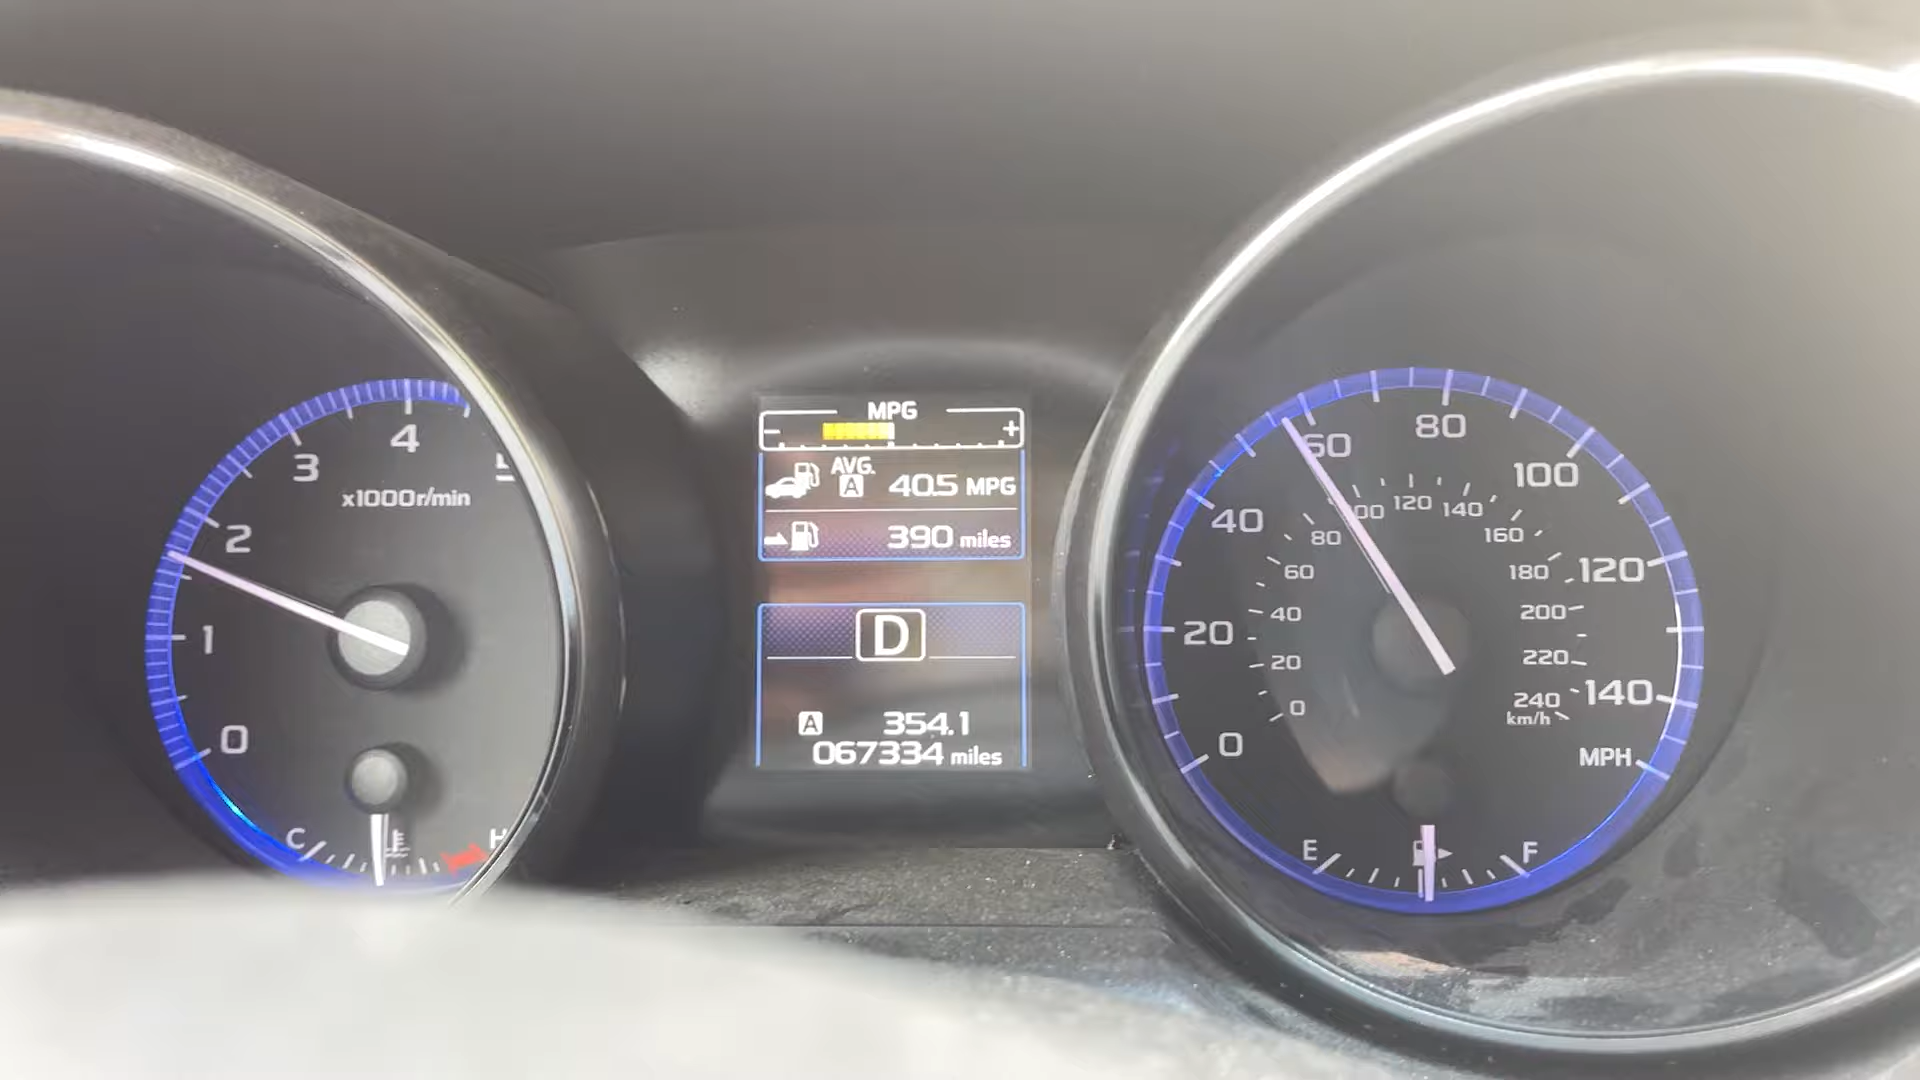 0
1
2
3
4
x1000r/min
C
H
MPG
- +
AVG.
A 40.5 MPG
390 miles
D
A 354.1
067334 miles
0
20
40
60
80
100
120
140
MPH
0
20
40
60
80
120
140
160
180
200
220
240
km/h
E
F